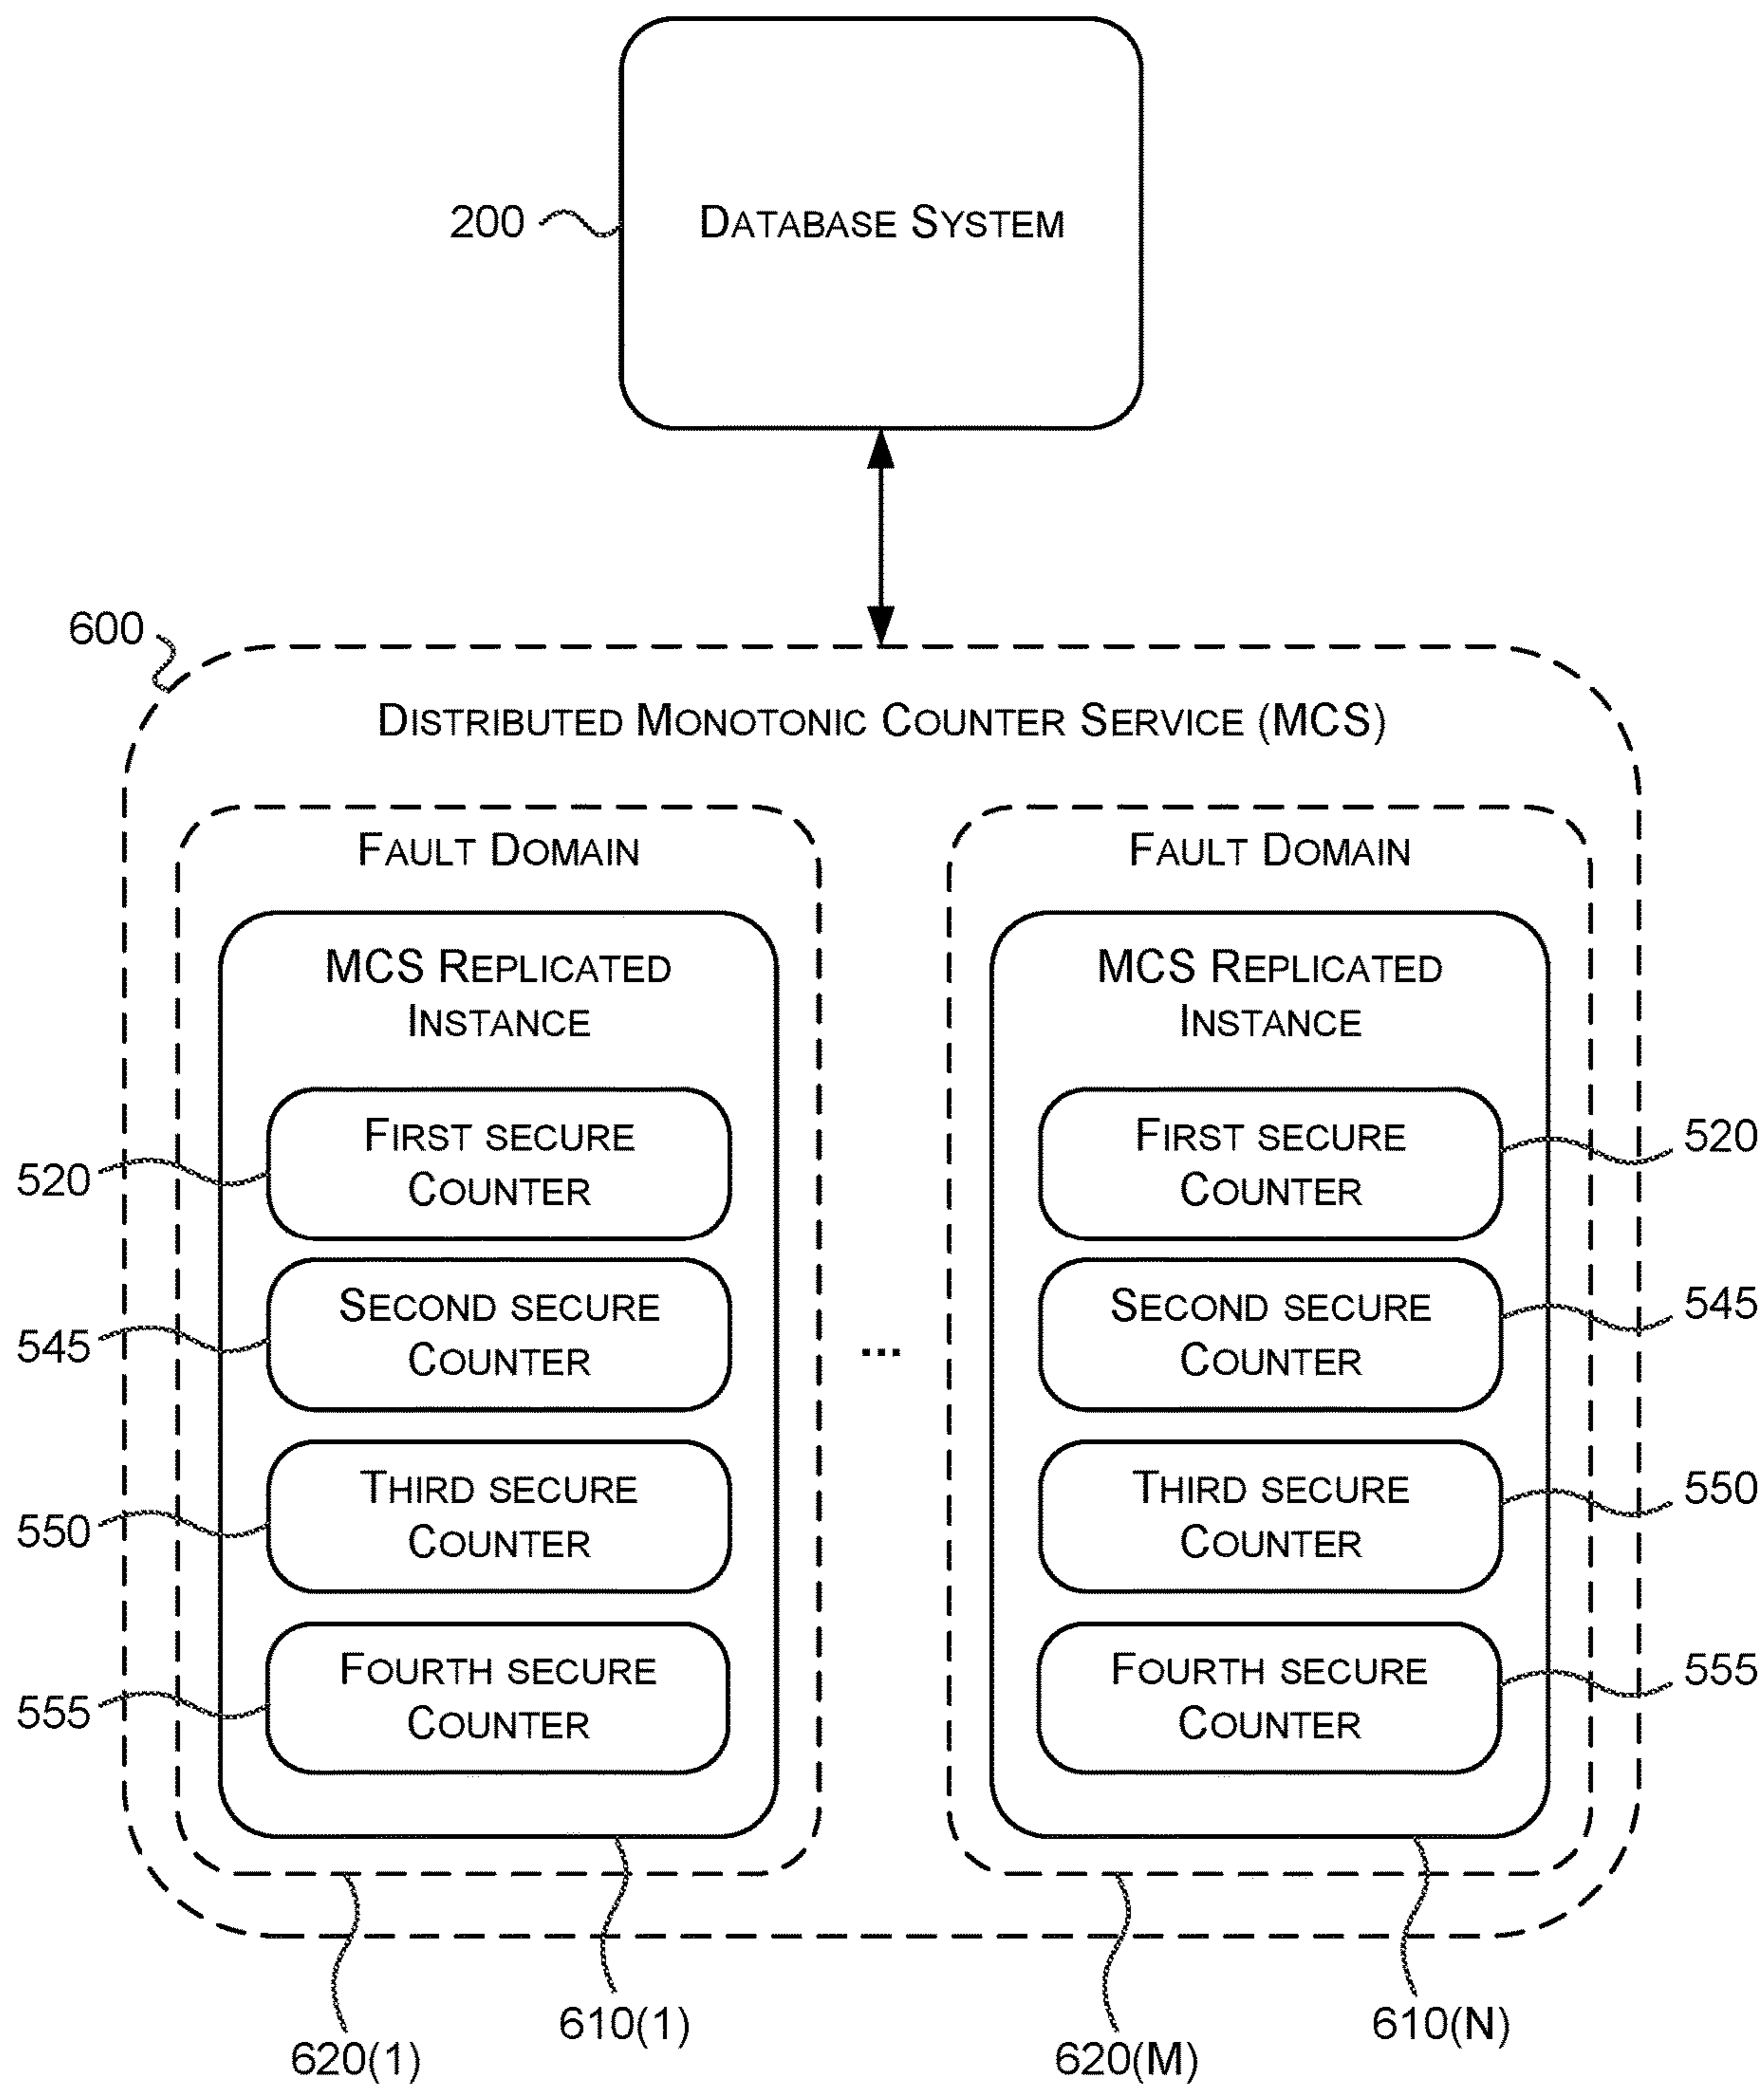 200
DATABASE SYSTEM
600
DISTRIBUTED MONOTONIC COUNTER SERVICE (MCS)
FAULT DOMAIN
MCS REPLICATED
INSTANCE
FIRST SECURE
COUNTER
520
SECOND SECURE
COUNTER
545
THIRD SECURE
COUNTER
550
FOURTH SECURE
COUNTER
555
...
FAULT DOMAIN
MCS REPLICATED
INSTANCE
FIRST SECURE
COUNTER
520
SECOND SECURE
COUNTER
545
THIRD SECURE
COUNTER
550
FOURTH SECURE
COUNTER
555
620(1)
610(1)
620(M)
610(N)